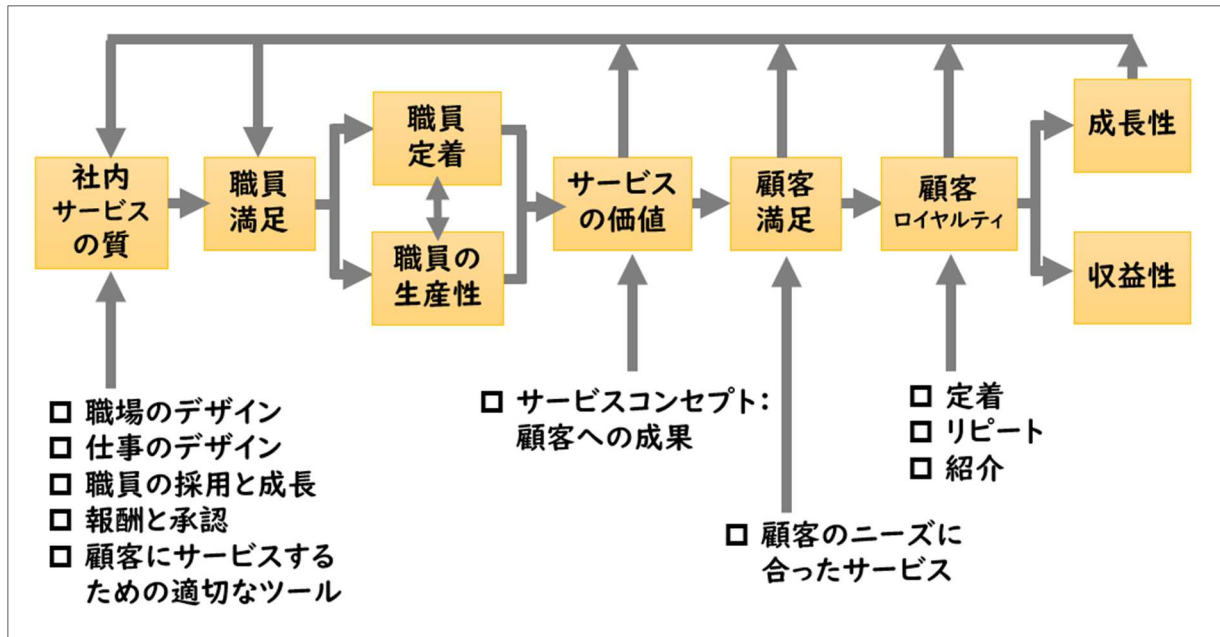 社内
サービス
の質
職員
満足
職員
定着
職員の
生産性
サービス
の価値
顧客
満足
顧客
ロイヤルティ
成長性
収益性
□ 職場のデザイン
□ 仕事のデザイン
□ 職員の採用と成長
□ 報酬と承認
□ 顧客にサービスする
ための適切なツール
□ サービスコンセプト：
顧客への成果
□ 顧客のニーズに
合ったサービス
□ 定着
□ リピート
□ 紹介